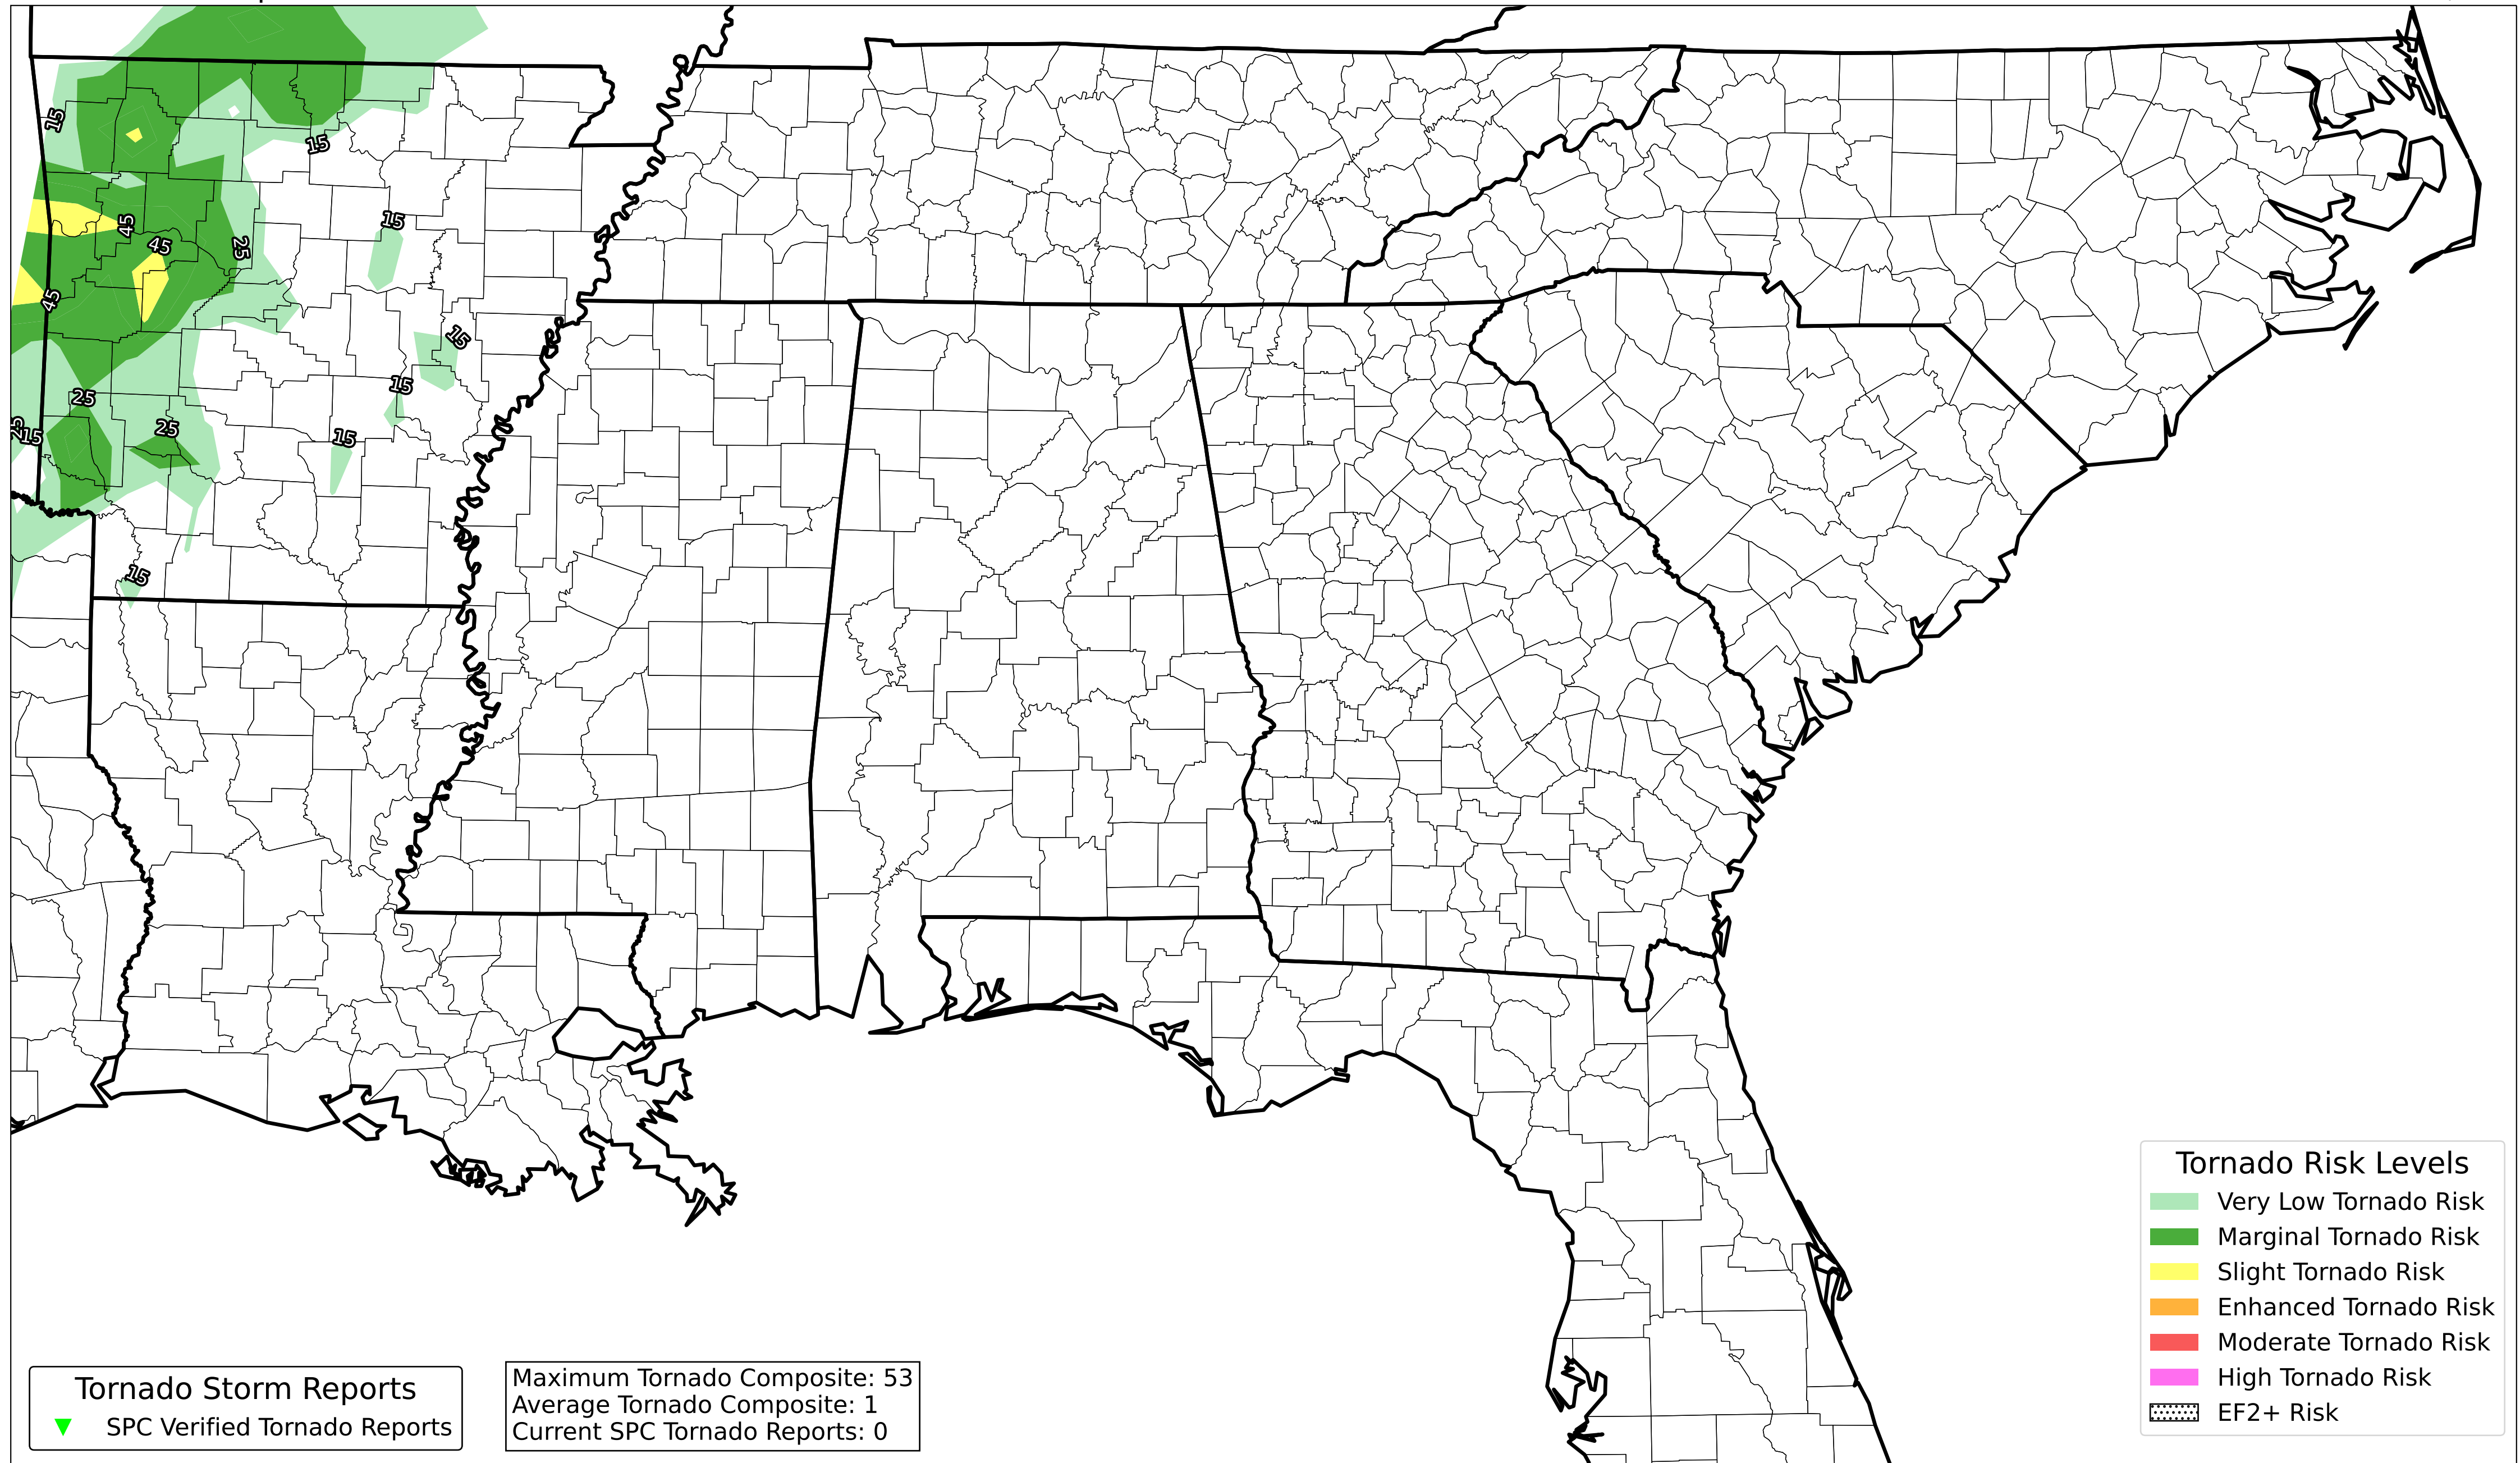 15
15
15
45
45
25
45
15
15
25
25
15
25
15
15
Tornado Risk Levels
Very Low Tornado Risk
Marginal Tornado Risk
Slight Tornado Risk
Enhanced Tornado Risk
Moderate Tornado Risk
High Tornado Risk
EF2+ Risk
Tornado Storm Reports
SPC Verified Tornado Reports
Maximum Tornado Composite: 53
Average Tornado Composite: 1
Current SPC Tornado Reports: 0